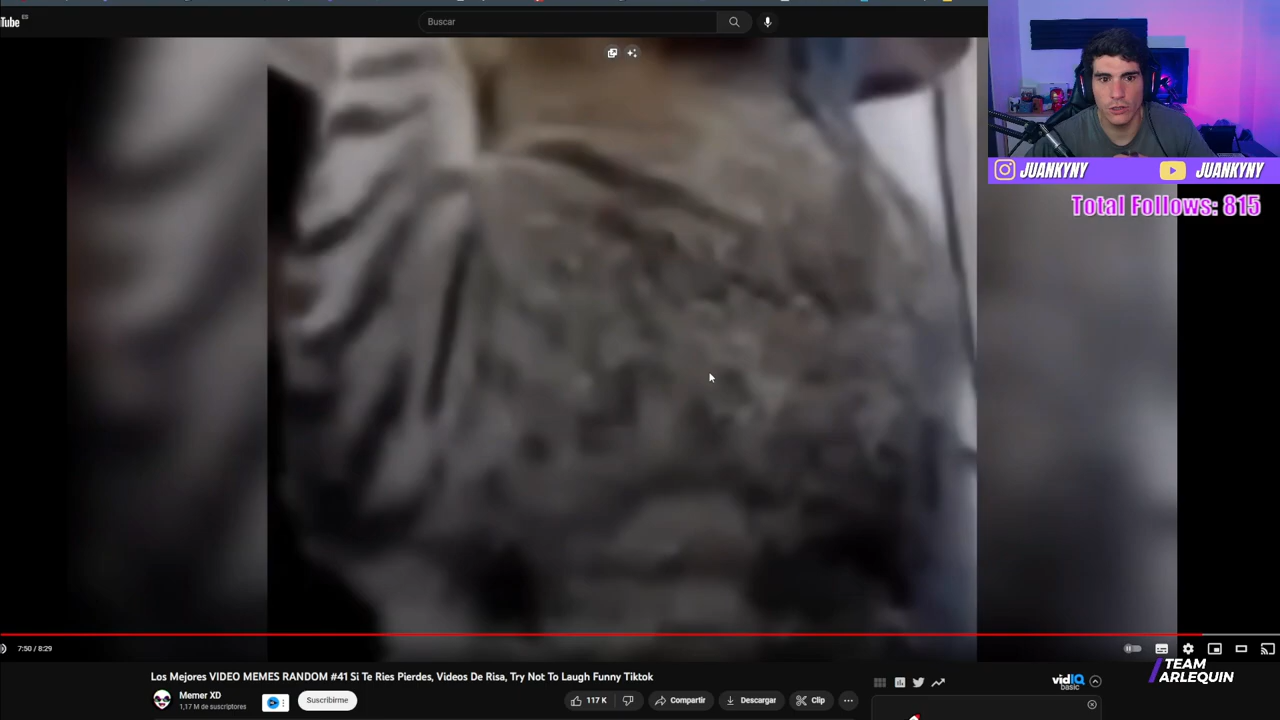 Tube ES
Buscar
JUANKYNY
JUANKYNY
Total Follows: 815
7:50 / 8:29
Los Mejores VIDEO MEMES RANDOM #41 Si Te Ries Pierdes, Videos De Risa, Try Not To Laugh Funny Tiktok
Memer XD
1,17 M de suscriptores
Suscribirme
117 K
Compartir
Descargar
Clip
vidIQ
basic
TEAM
ARLEQUIN